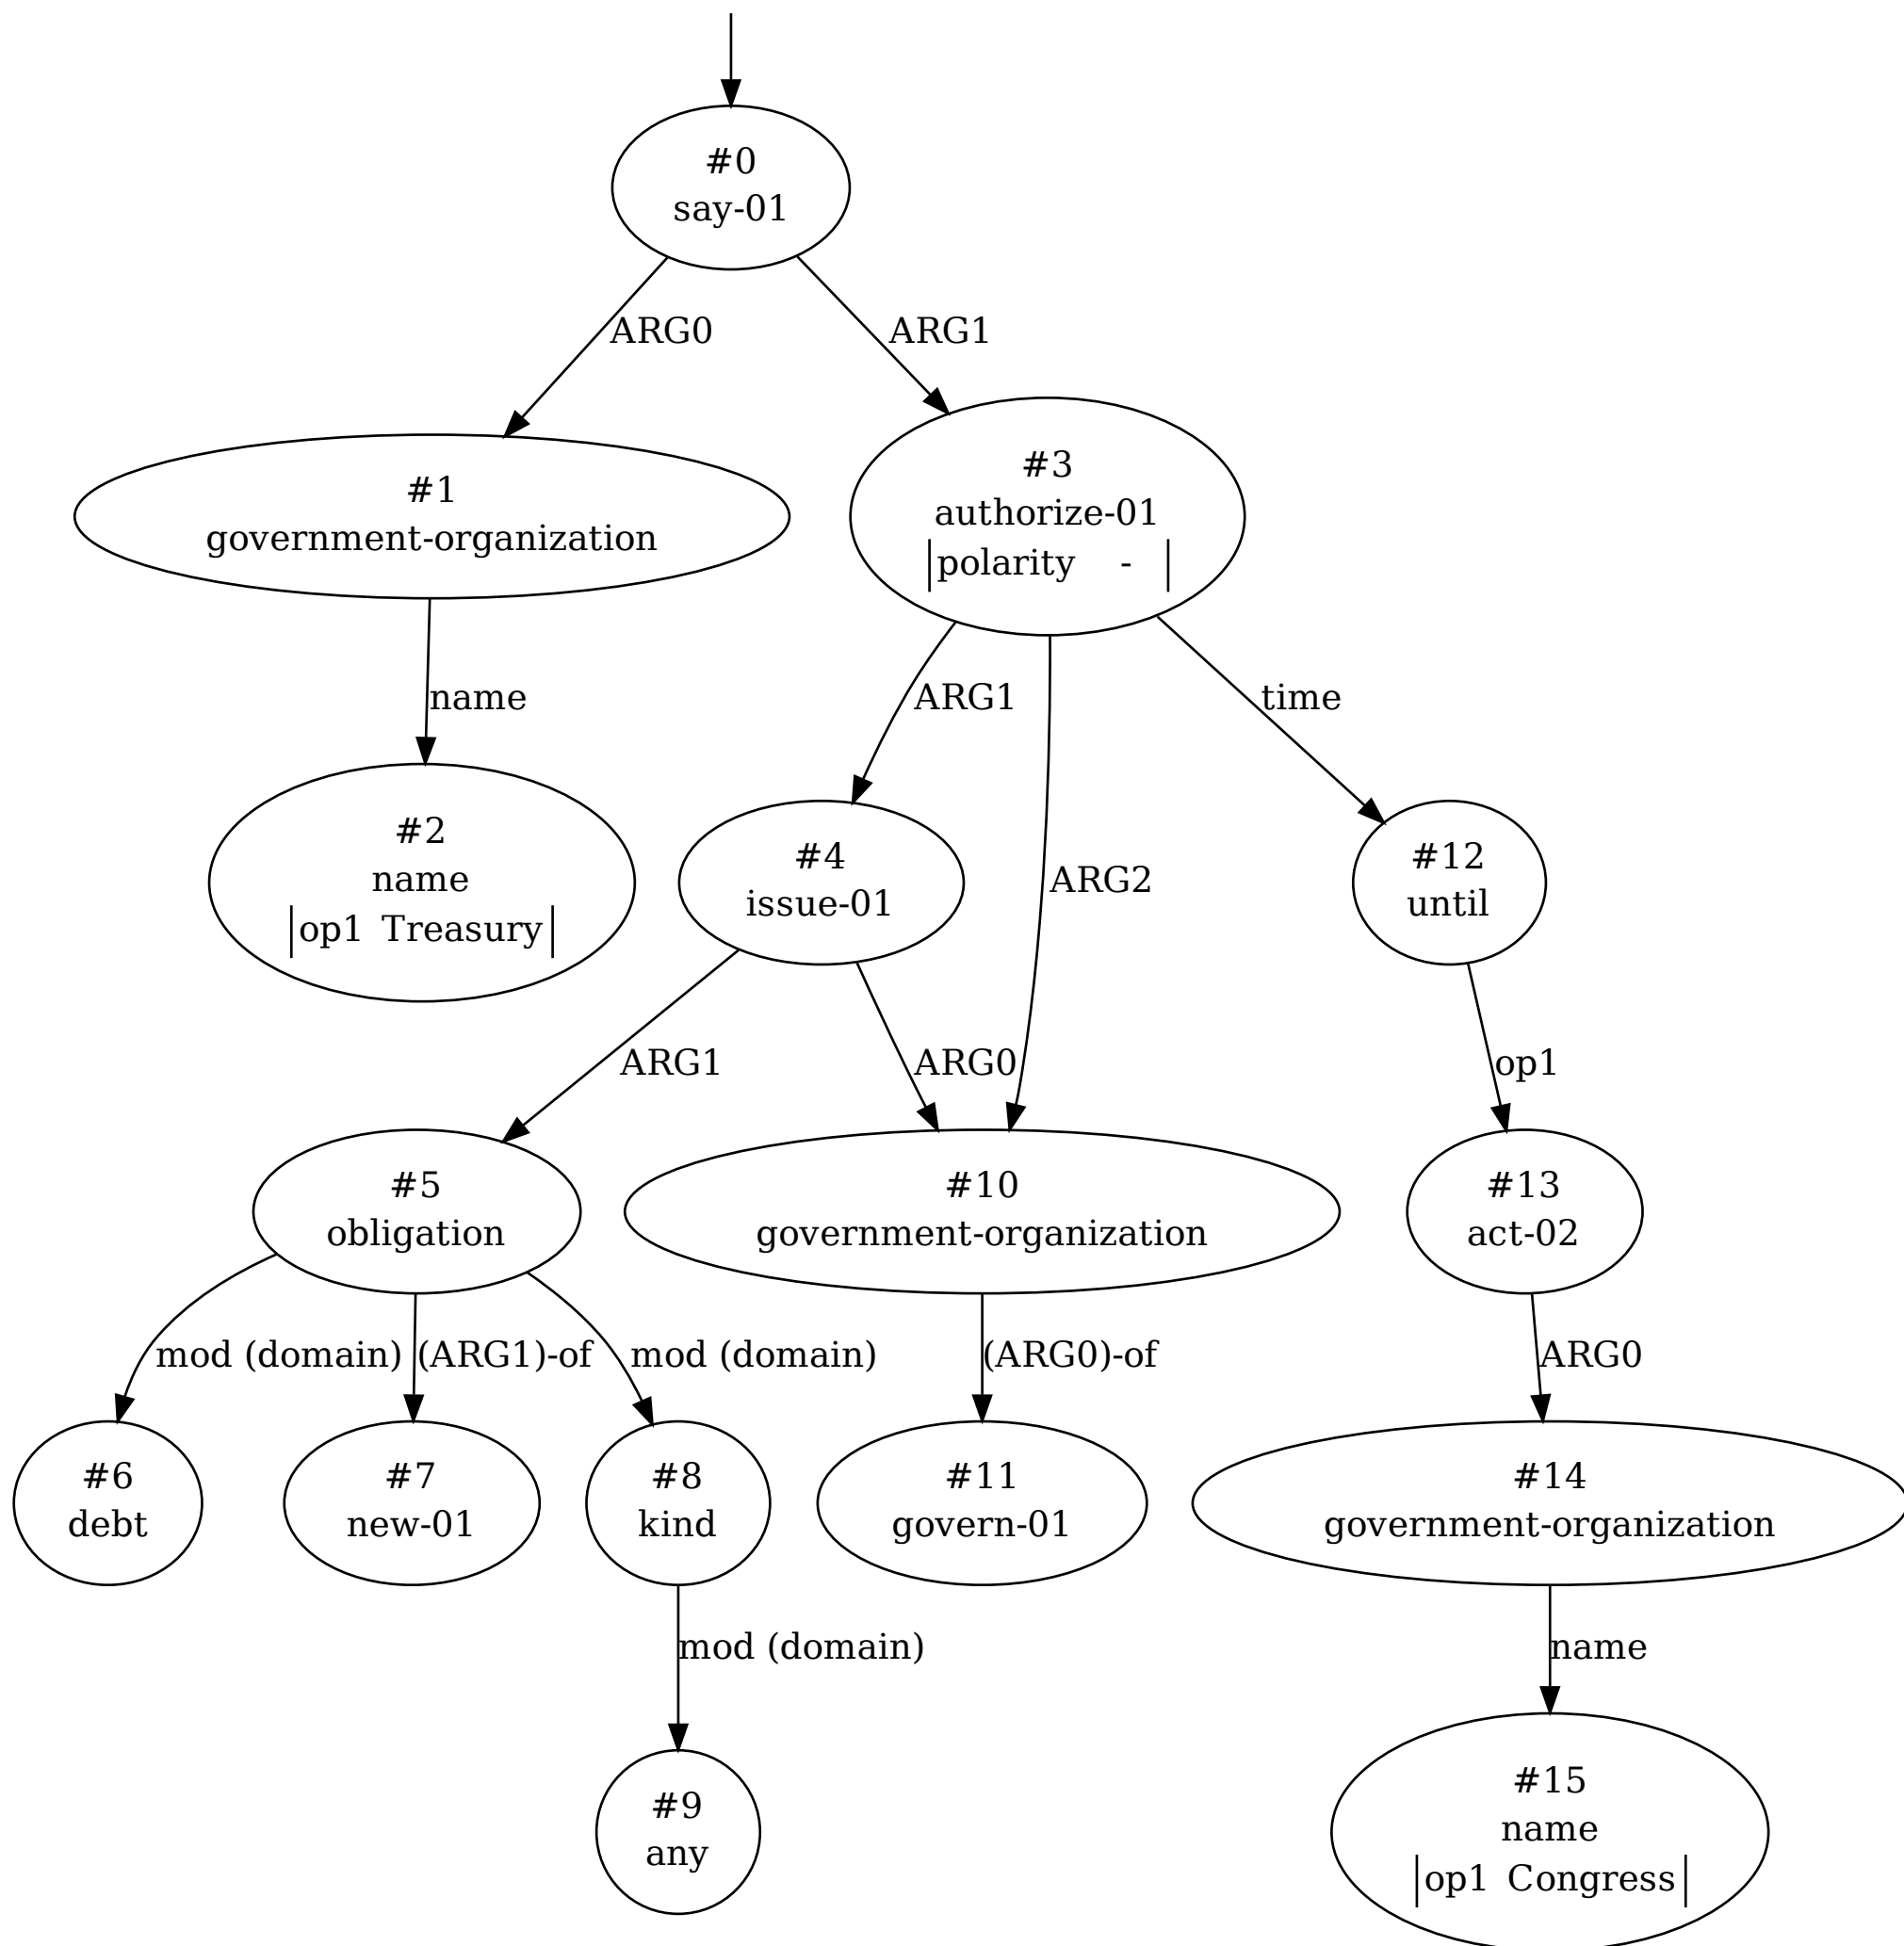 #0
say-01
ARG0
ARG1
#1
government-organization
#3
authorize-01
polarity -
name
ARG1
ARG2
time
#2
name
op1 Treasury
#4
issue-01
#12
until
ARG1
ARG0
op1
#5
obligation
#10
government-organization
#13
act-02
mod (domain)
(ARG1)-of
mod (domain)
(ARG0)-of
ARG0
#6
debt
#7
new-01
#8
kind
#11
govern-01
#14
government-organization
mod (domain)
name
#9
any
#15
name
op1 Congress